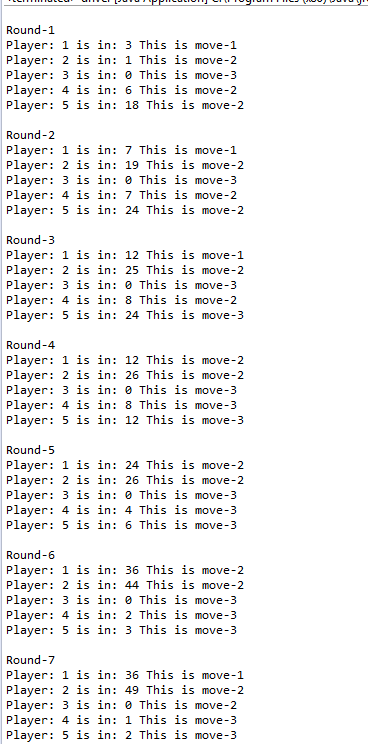 Round-1
Player: 1 is in: 3 This is move-1
Player: 2 is in: 1 This is move-2
Player: 3 is in: 0 This is move-3
Player: 4 is in: 6 This is move-2
Player: 5 is in: 18 This is move-2
Round-2
Player: 1 is in: 7 This is move-1
Player: 2 is in: 19 This is move-2
Player: 3 is in: 0 This is move-3
Player: 4 is in: 7 This is move-2
Player: 5 is in: 24 This is move-2
Round-3
Player: 1 is in: 12 This is move-1
Player: 2 is in: 25 This is move-2
Player: 3 is in: 0 This is move-3
Player: 4 is in: 8 This is move-2
Player: 5 is in: 24 This is move-3
Round-4
Player: 1 is in: 12 This is move-2
Player: 2 is in: 26 This is move-2
Player: 3 is in: 0 This is move-3
Player: 4 is in: 8 This is move-3
Player: 5 is in: 12 This is move-3
Round-5
Player: 1 is in: 24 This is move-2
Player: 2 is in: 26 This is move-2
Player: 3 is in: 0 This is move-3
Player: 4 is in: 4 This is move-3
Player: 5 is in: 6 This is move-3
Round-6
Player: 1 is in: 36 This is move-2
Player: 2 is in: 44 This is move-2
Player: 3 is in: 0 This is move-3
Player: 4 is in: 2 This is move-3
Player: 5 is in: 3 This is move-3
Round-7
Player: 1 is in: 36 This is move-1
Player: 2 is in: 49 This is move-2
Player: 3 is in: 0 This is move-2
Player: 4 is in: 1 This is move-3
Player: 5 is in: 2 This is move-3